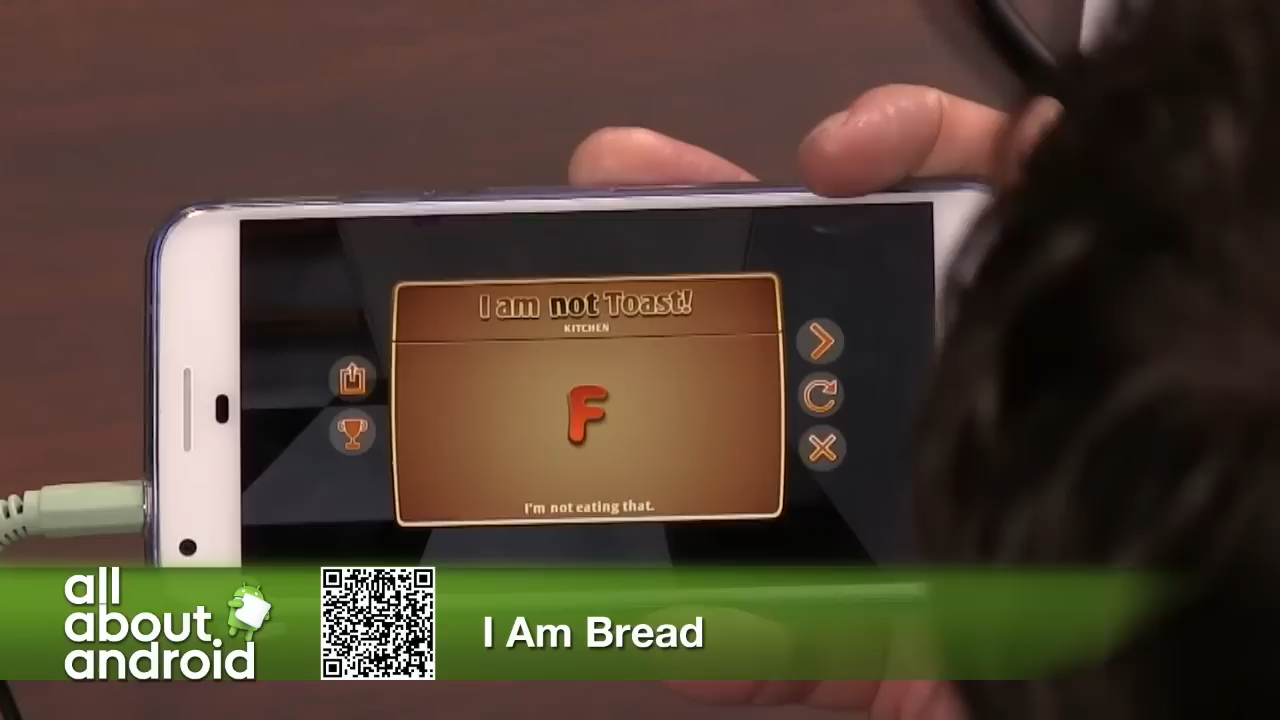 I am not Toast!
KITCHEN
F
I'm not eating that.
all
about
android
I Am Bread